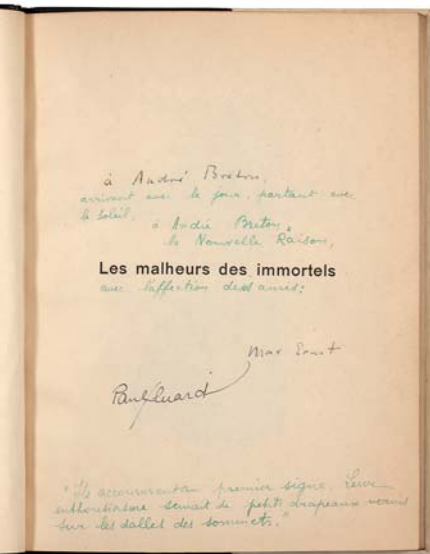 à André Breton,
arrivant avec le jour, partant avec
le soleil,
à André Breton,
la Nouvelle Raison,
Les malheurs des immortels
avec l'affection des amis:
Max Ernst
Paul Eluard
"Ils accoururent au premier signe. Leur
enthousiasme semait de petits drapeaux vernis
sur les dalles des sommets."